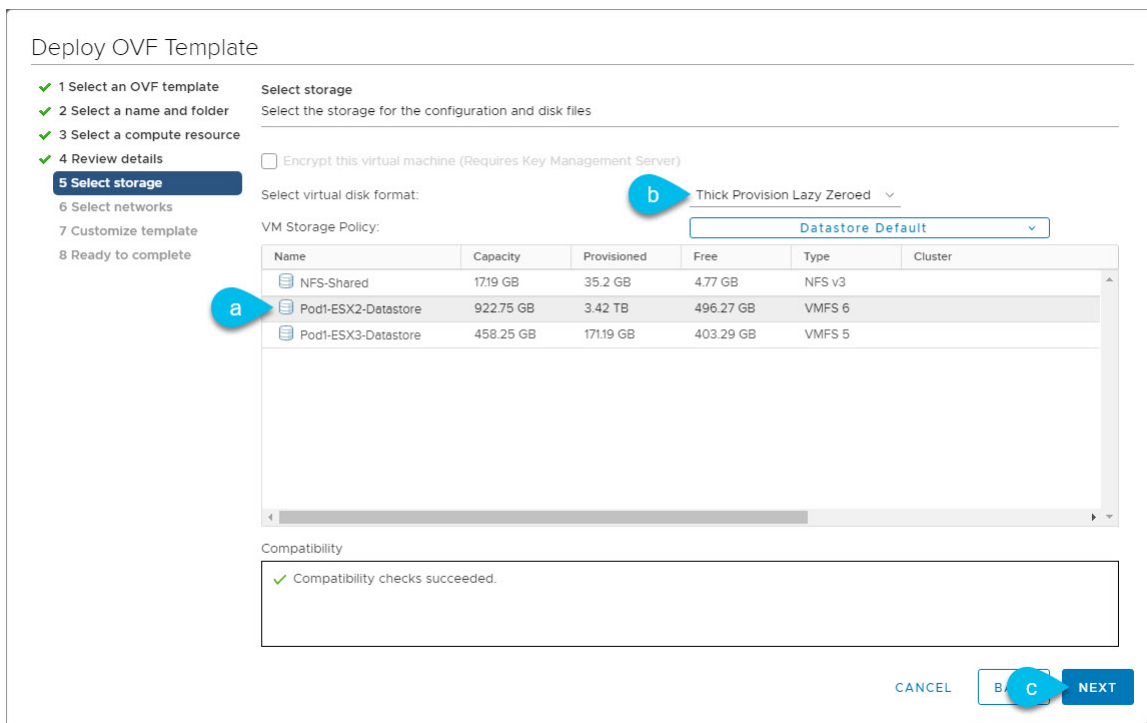 Deploy OVF Template
1 Select an OVF template
2 Select a name and folder
3 Select a compute resource
4 Review details
5 Select storage
6 Select networks
7 Customize template
8 Ready to complete
Select storage
Select the storage for the configuration and disk files
Encrypt this virtual machine (Requires Key Management Server)
Select virtual disk format: b Thick Provision Lazy Zeroed
VM Storage Policy: Datastore Default
Name Capacity Provisioned Free Type Cluster
NFS-Shared 17.19 GB 35.2 GB 4.77 GB NFS v3
a Pod1-ESX2-Datastore 922.75 GB 3.42 TB 496.27 GB VMFS 6
Pod1-ESX3-Datastore 458.25 GB 171.19 GB 403.29 GB VMFS 5
Compatibility
Compatibility checks succeeded.
CANCEL c NEXT